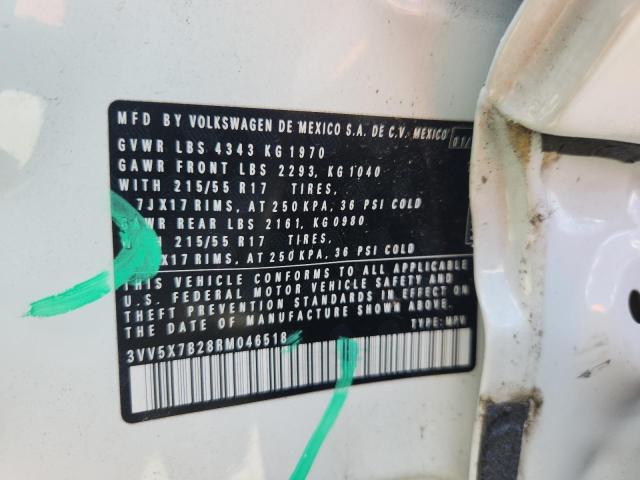 MFD BY VOLKSWAGEN DE MEXICO S.A. DE C.V. MEXICO 01/
GVWR LBS 4343 KG 1970
GAWR FRONT LBS 2293, KG 1040
WITH 215/55 R17 TIRES,
7JX17 RIMS, AT 250 KPA, 36 PSI COLD
GAWR REAR LBS 2161, KG0980
215/55 R17 TIRES,
X17 RIMS, AT 250 KPA, 36 PSI COLD
THIS VEHICLE CONFORMS TO ALL APPLICABLE
U.S. FEDERAL MOTOR VEHICLE SAFETY AND
THEFT PREVENTION STANDARDS IN EFFECT ON
THE DATE OF MANUFACTURE SHOWN ABOVE.
3VV5X7B28RM046518 TYPE: MPV